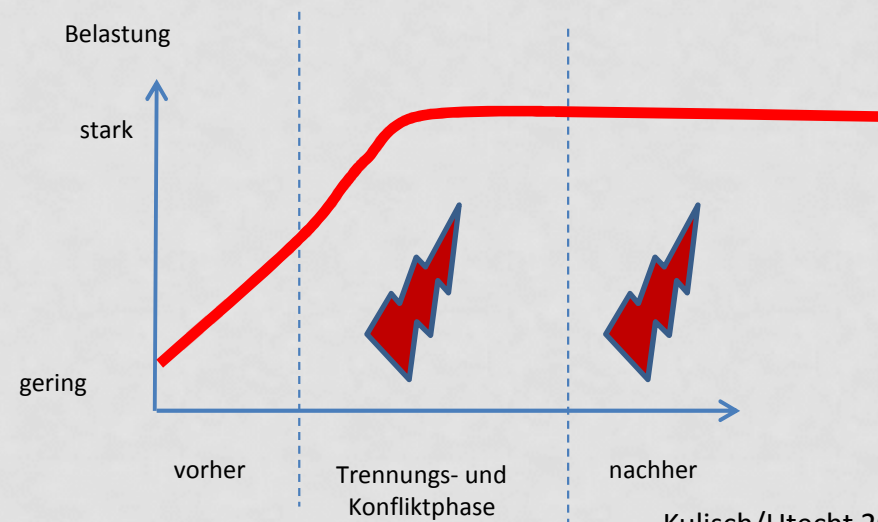 Belastung
stark
gering
vorher
Trennungs- und
Konfliktphase
nachher